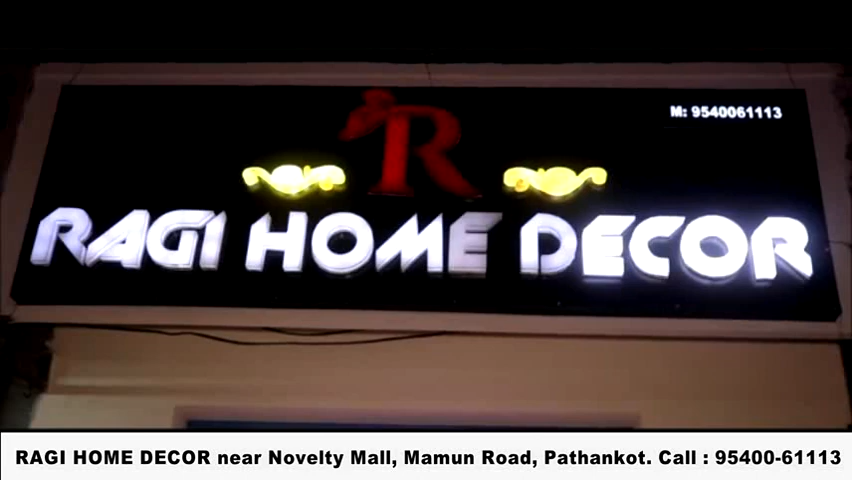 R
M: 9540061113
RAGI HOME DECOR
RAGI HOME DECOR near Novelty Mall, Mamun Road, Pathankot. Call : 95400-61113